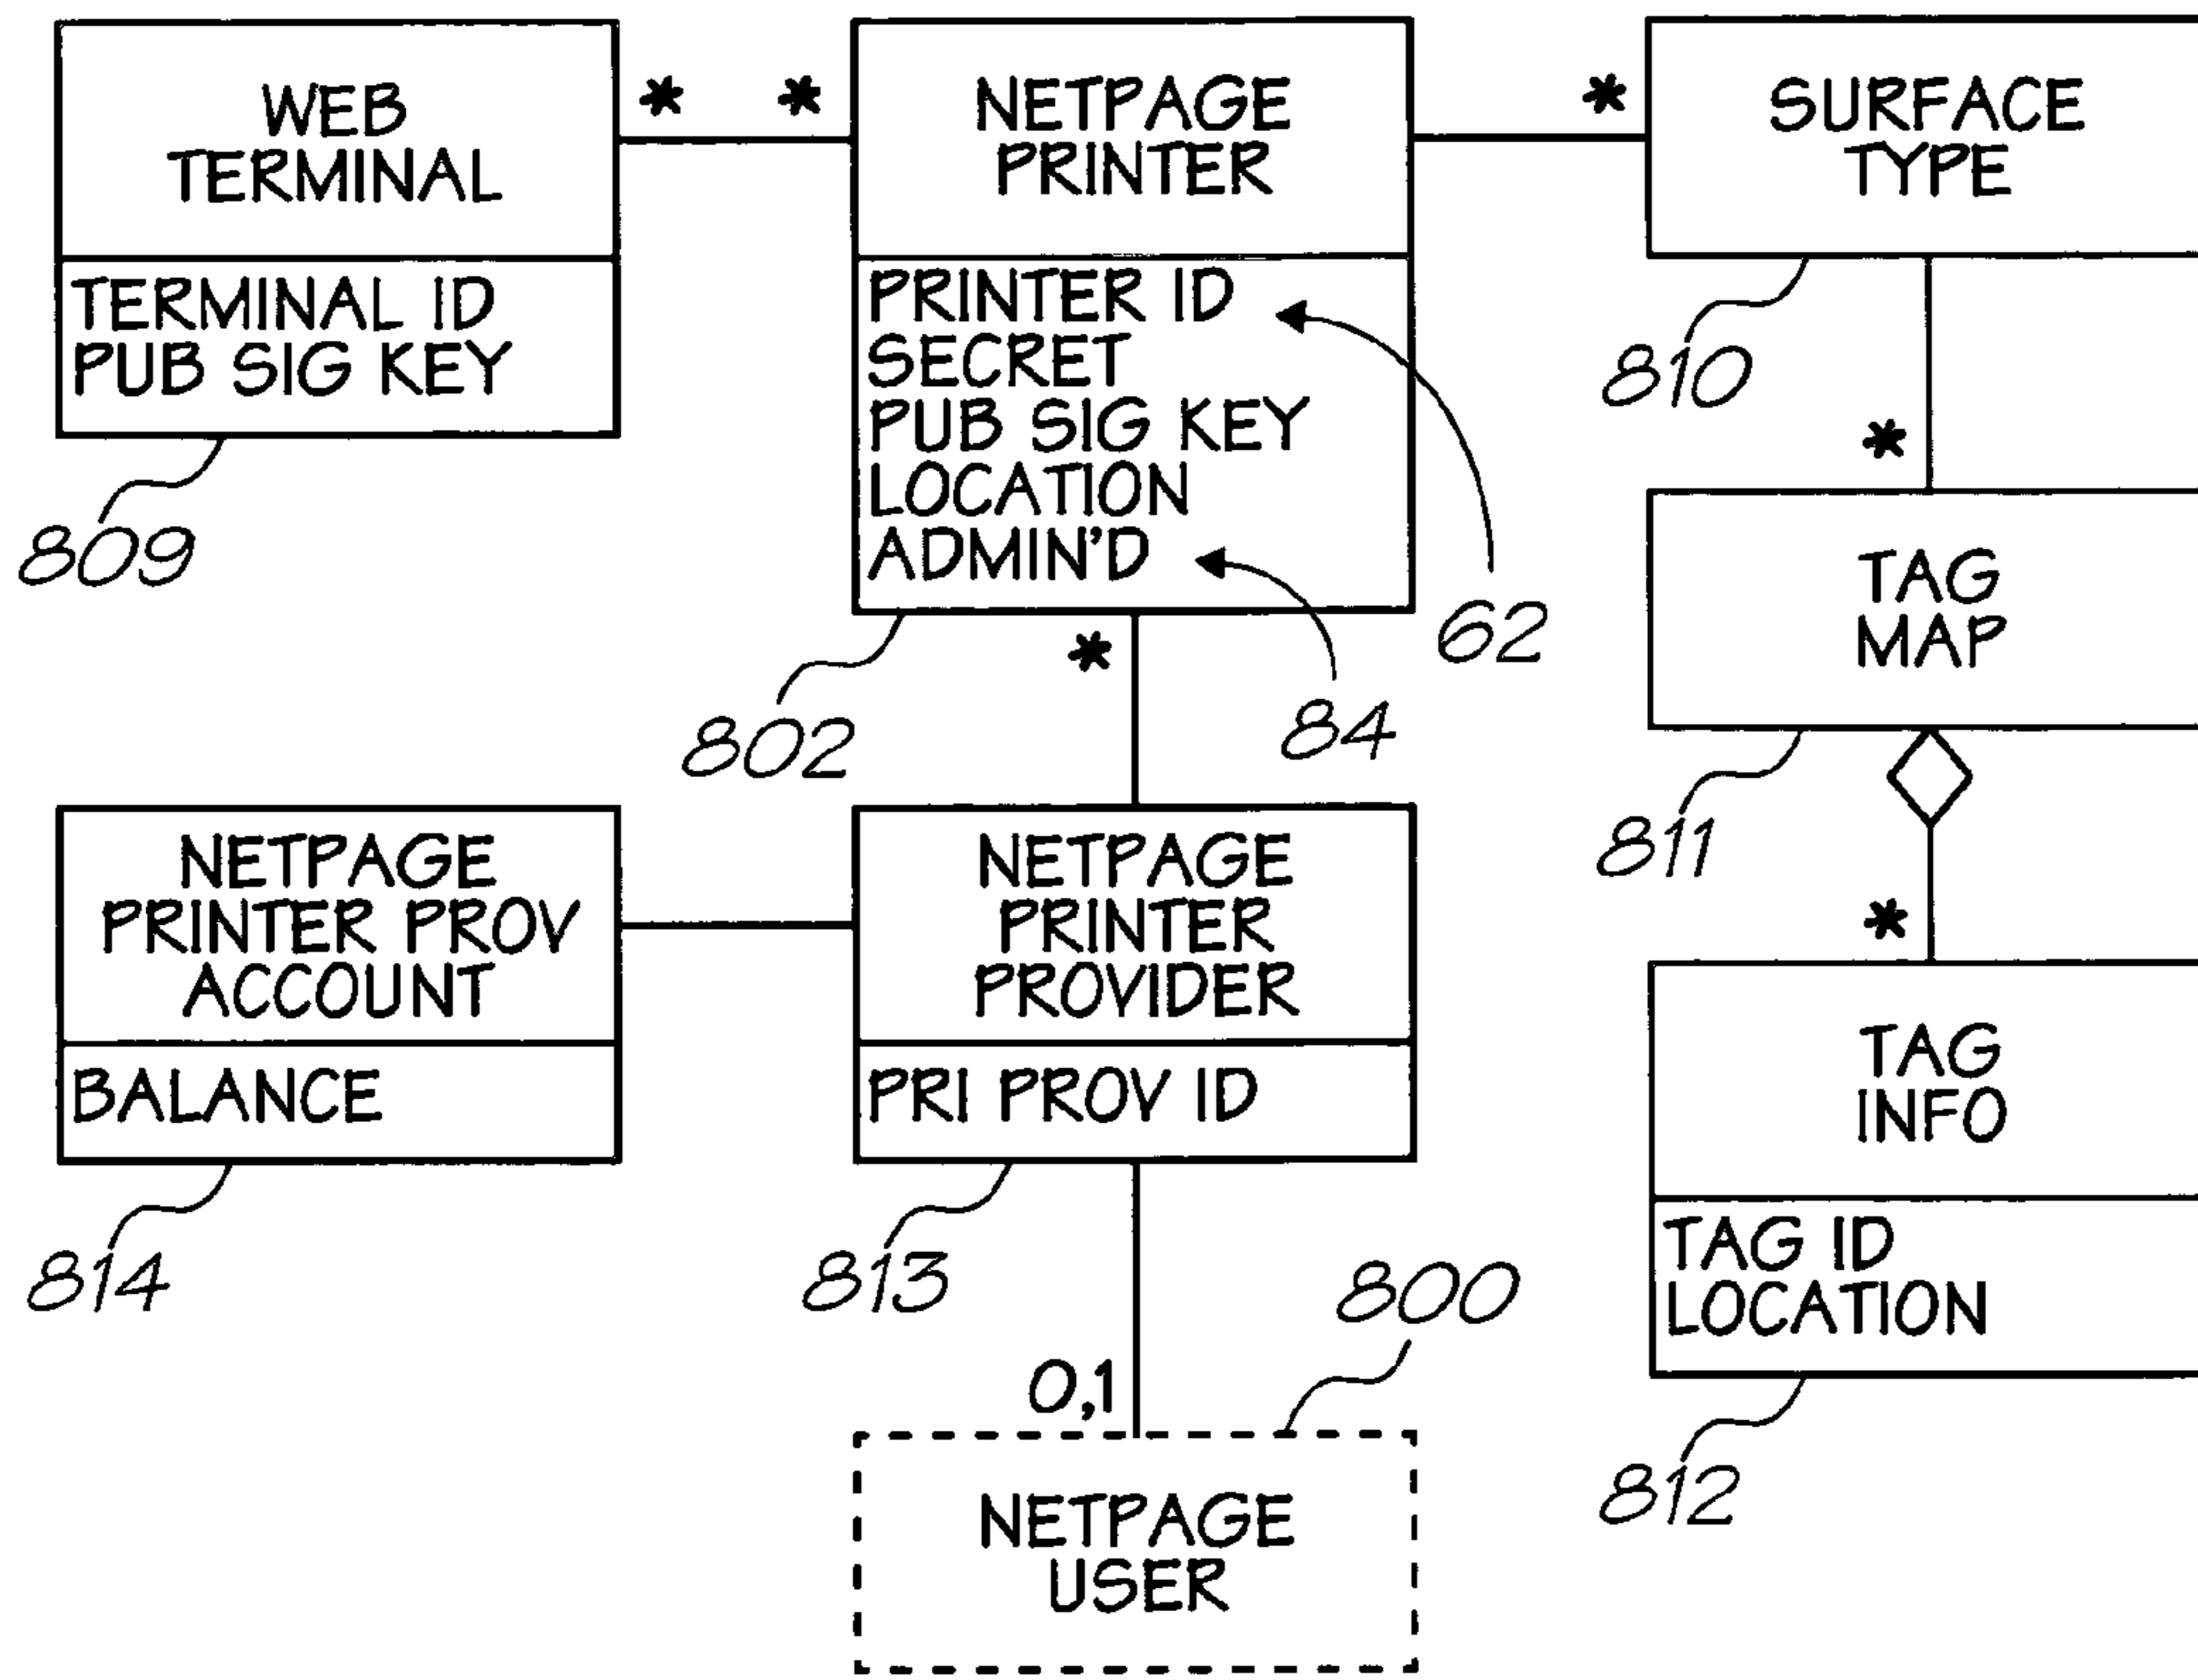 WEB
TERMINAL
TERMINAL ID
PUB SIG KEY
809
*
*
NETPAGE
PRINTER
PRINTER ID
SECRET
PUB SIG KEY
LOCATION
ADMIN'D
802
62
84
*
*
SURFACE
TYPE
810
*
TAG
MAP
811
*
TAG
INFO
TAG ID
LOCATION
812
NETPAGE
PRINTER PROV
ACCOUNT
BALANCE
814
NETPAGE
PRINTER
PROVIDER
PRI PROV ID
813
800
0,1
NETPAGE
USER